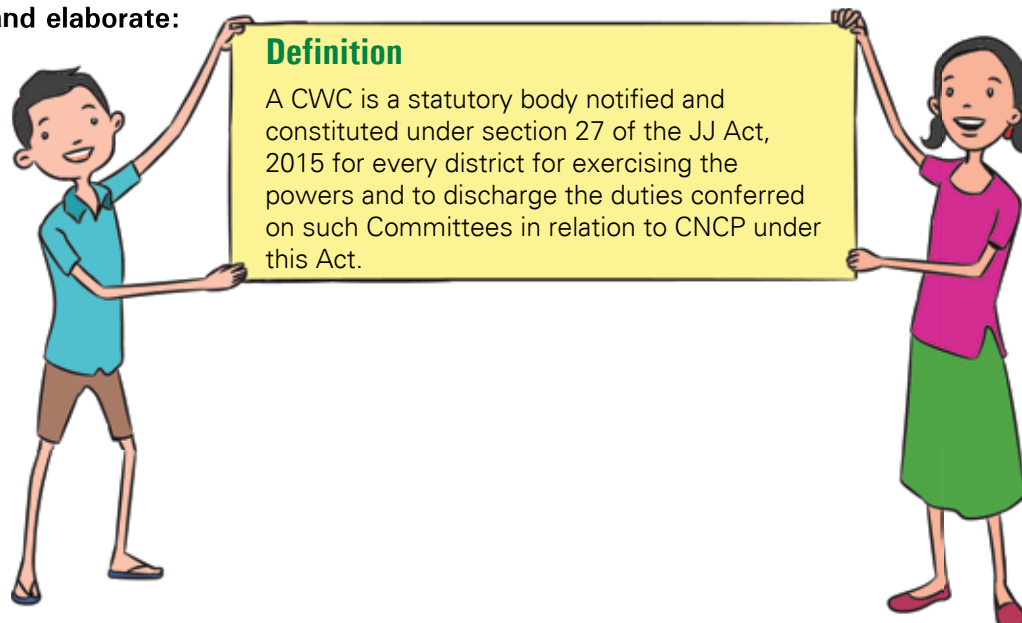 and elaborate:
Definition
A CWC is a statutory body notified and
constituted under section 27 of the JJ Act,
2015 for every district for exercising the
powers and to discharge the duties conferred
on such Committees in relation to CNCP under
this Act.